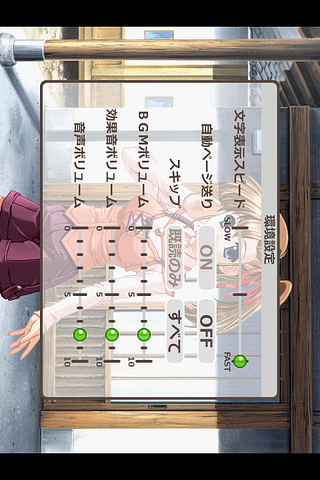 環境設定
文字表示スピード
SLOW
FAST
自動ページ送り
ON
OFF
スキップ
既読のみ
すべて
BGMボリューム
0 5 10
効果音ボリューム
0 5 10
音声ボリューム
0 5 10